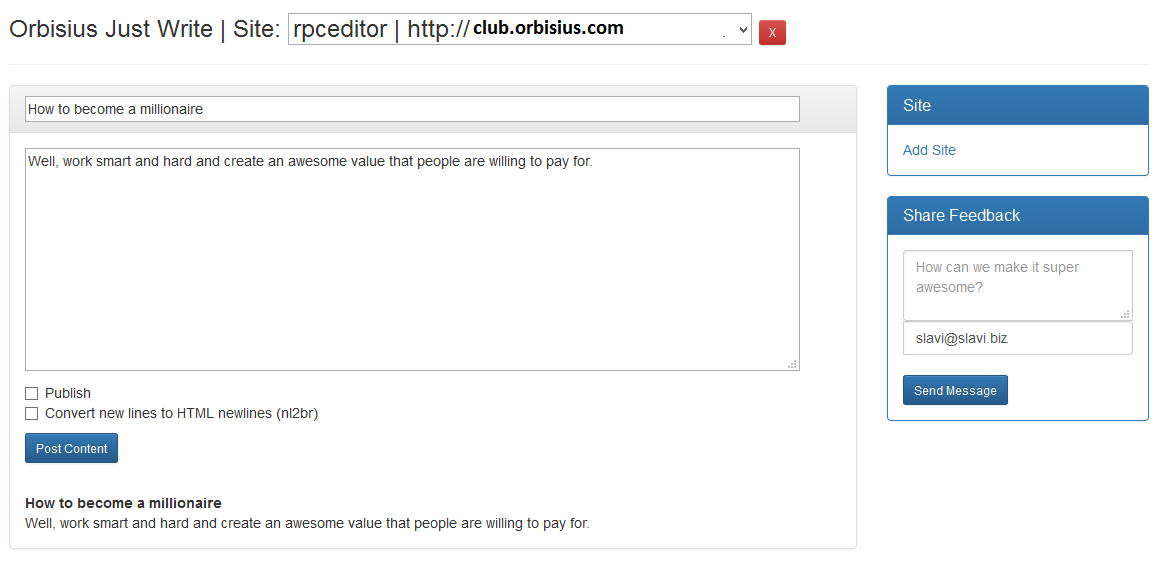 Orbisius Just Write | Site: rpceditor | http://club.orbisius.com . X
How to become a millionaire
Well, work smart and hard and create an awesome value that people are willing to pay for.
Publish
Convert new lines to HTML newlines (nl2br)
Post Content
How to become a millionaire
Well, work smart and hard and create an awesome value that people are willing to pay for.
Site
Add Site
Share Feedback
How can we make it super
awesome?
slavi@slavi.biz
Send Message